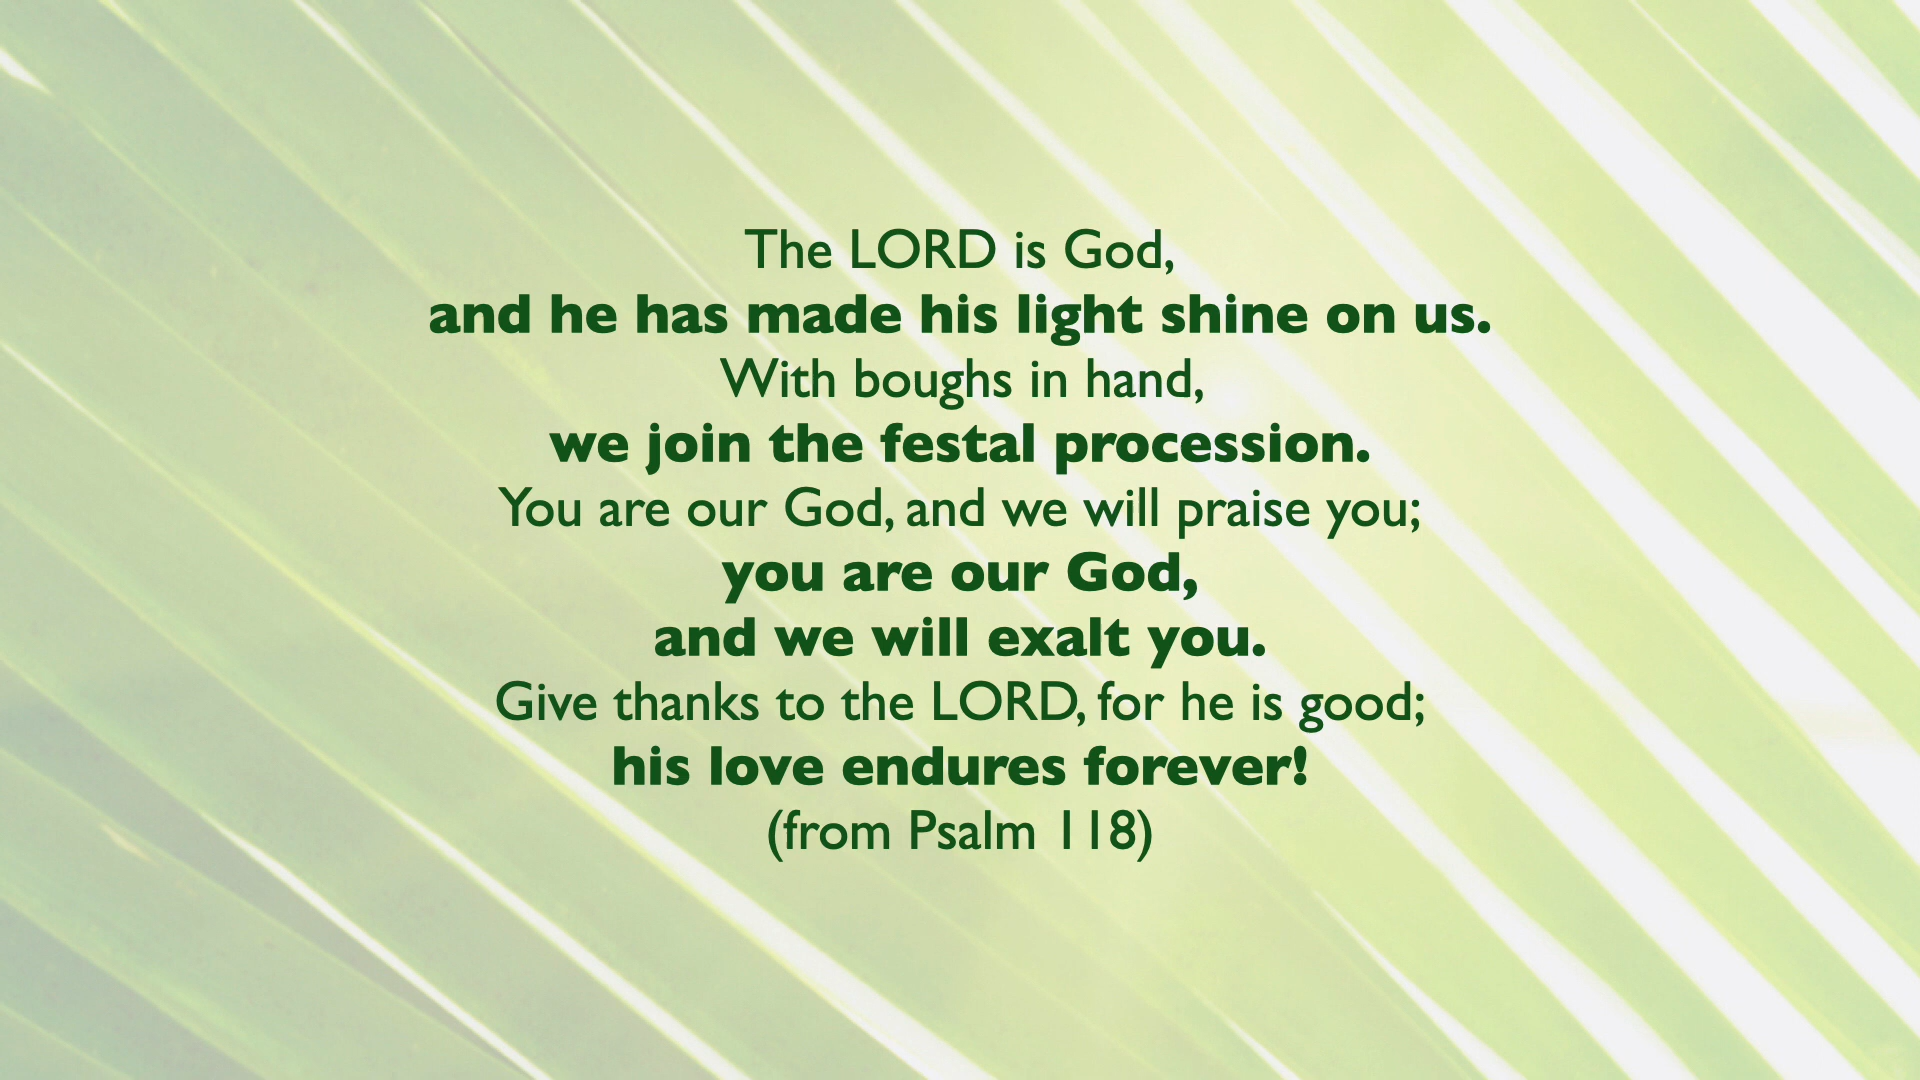 The LORD is God,
and he has made his light shine on us.
With boughs in hand,
we join the festal procession.
You are our God, and we will praise you;
you are our God,
and we will exalt you.
Give thanks to the LORD, for he is good;
his love endures forever!
(from Psalm 118)